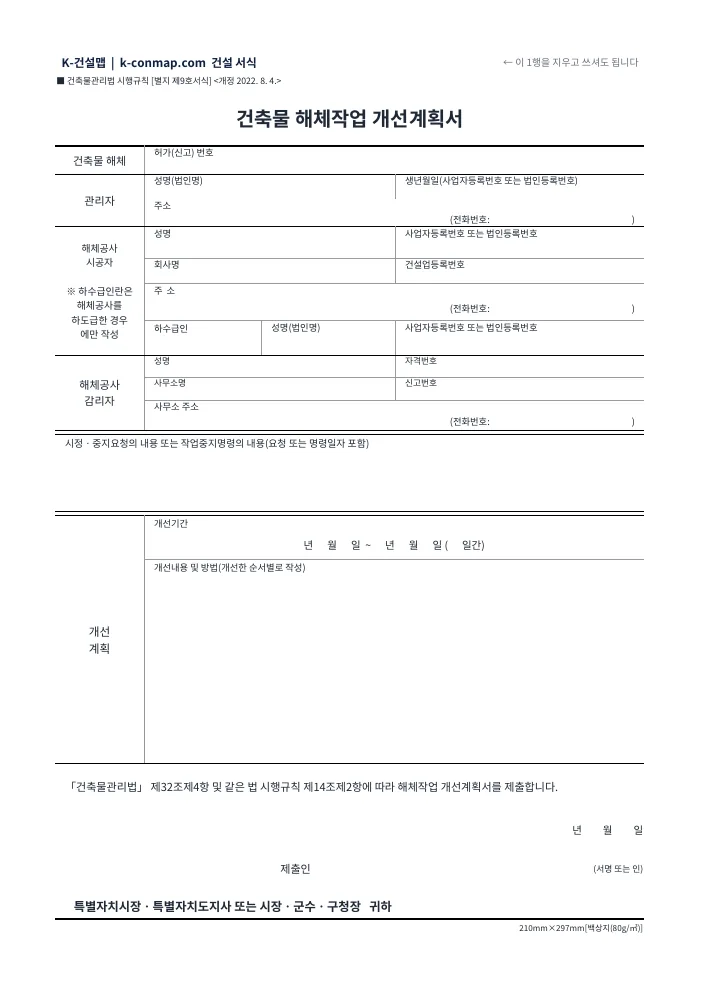 K-건설맵 | k-conmap.com 건설 서식
← 이 1행을 지우고 쓰셔도 됩니다
■ 건축물관리법 시행규칙 [별지 제9호서식] <개정 2022. 8. 4.>
건축물 해체작업 개선계획서
건축물 해체
허가(신고) 번호
관리자
성명(법인명)
생년월일(사업자등록번호 또는 법인등록번호)
주소
(전화번호: )
해체공사
시공자
※ 하수급인란은
해체공사를
하도급한 경우
에만 작성
성명
사업자등록번호 또는 법인등록번호
회사명
건설업등록번호
주 소
(전화번호: )
하수급인
성명(법인명)
사업자등록번호 또는 법인등록번호
해체공사
감리자
성명
자격번호
사무소명
신고번호
사무소 주소
(전화번호: )
시정ㆍ중지요청의 내용 또는 작업중지명령의 내용(요청 또는 명령일자 포함)
개선
계획
개선기간
년 월 일 ~ 년 월 일 ( 일간)
개선내용 및 방법(개선한 순서별로 작성)
「건축물관리법」 제32조제4항 및 같은 법 시행규칙 제14조제2항에 따라 해체작업 개선계획서를 제출합니다.
년 월 일
제출인
(서명 또는 인)
특별자치시장ㆍ특별자치도지사 또는 시장ㆍ군수ㆍ구청장 귀하
210mm×297mm[백상지(80g/㎡)]